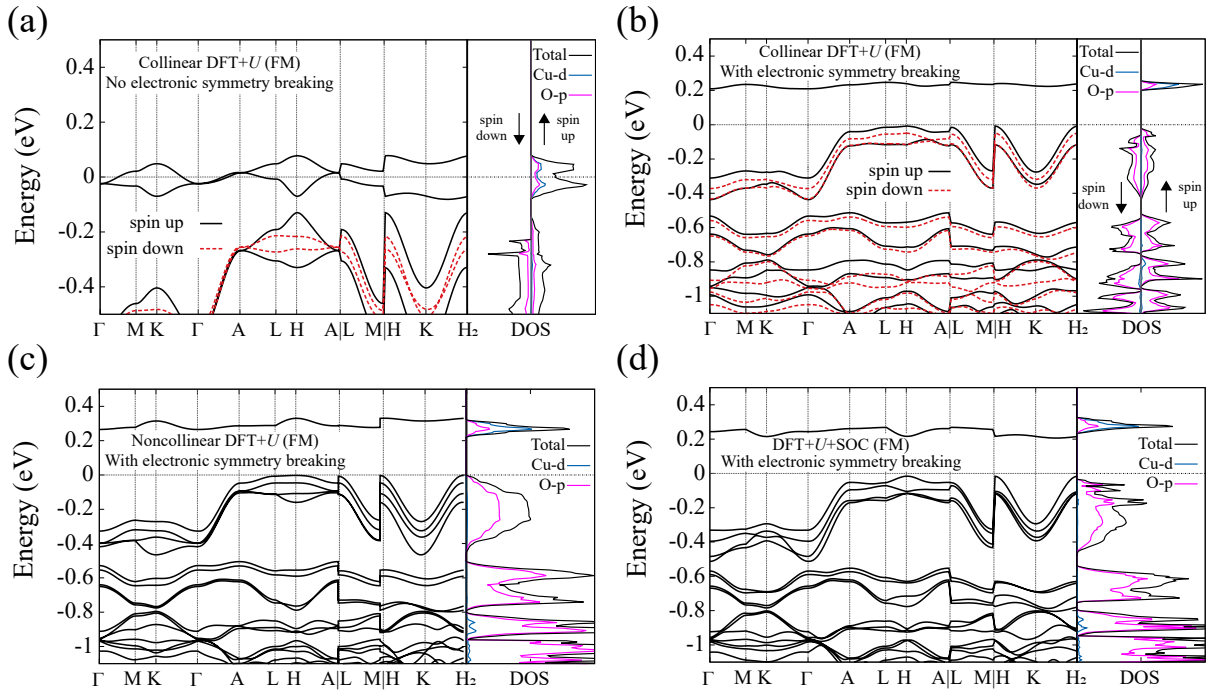 (a)
Collinear DFT+U (FM)
No electronic symmetry breaking
Total
Cu-d
O-p
spin down
spin up
spin up
spin down
Energy (eV)
0.4
0.2
0
-0.2
-0.4
Γ M K Γ A L H A|L M|H K H₂ DOS
(b)
Collinear DFT+U (FM)
With electronic symmetry breaking
Total
Cu-d
O-p
spin up
spin down
spin down
spin up
Energy (eV)
0.4
0.2
0
-0.2
-0.4
-0.6
-0.8
-1
Γ M K Γ A L H A|L M|H K H₂ DOS
(c)
Noncollinear DFT+U (FM)
With electronic symmetry breaking
Total
Cu-d
O-p
Energy (eV)
0.4
0.2
0
-0.2
-0.4
-0.6
-0.8
-1
Γ M K Γ A L H A|L M|H K H₂ DOS
(d)
DFT+U+SOC (FM)
With electronic symmetry breaking
Total
Cu-d
O-p
Energy (eV)
0.4
0.2
0
-0.2
-0.4
-0.6
-0.8
-1
Γ M K Γ A L H A|L M|H K H₂ DOS